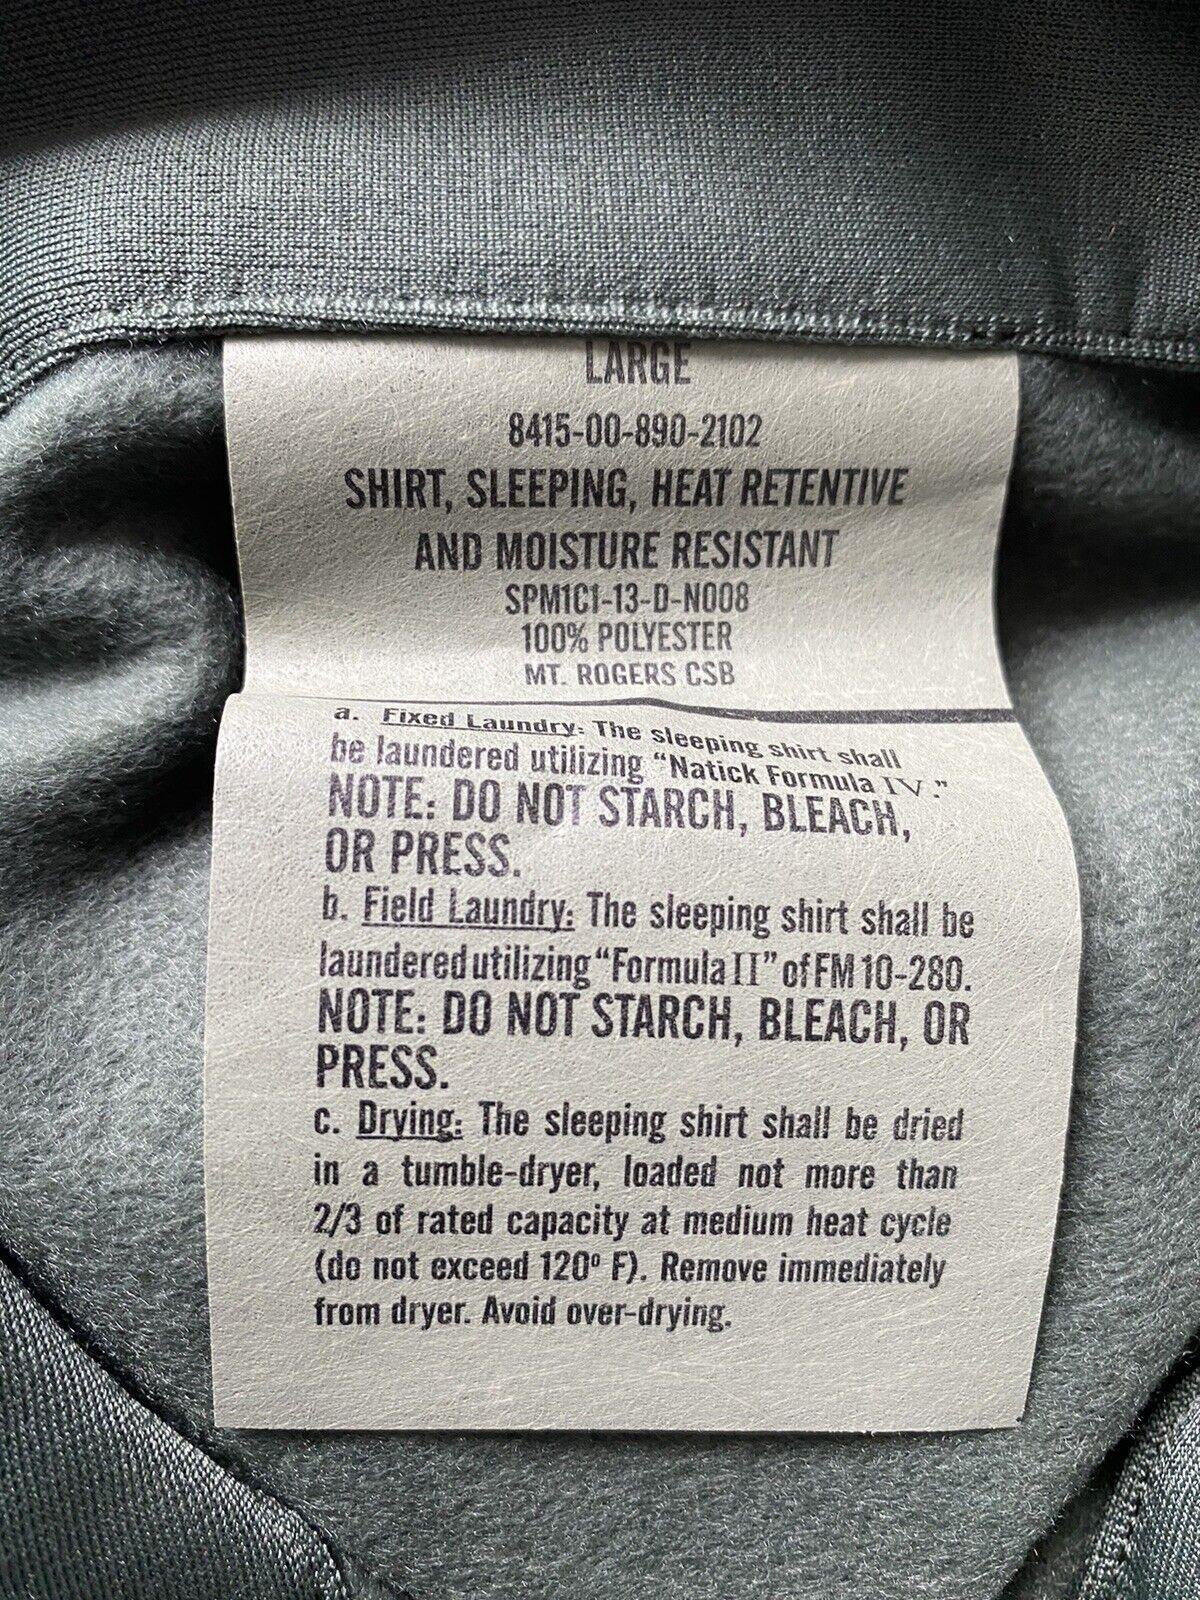 LARGE
8415-00-890-2102
SHIRT, SLEEPING, HEAT RETENTIVE
AND MOISTURE RESISTANT
SPM1C1-13-D-N008
100% POLYESTER
MT. ROGERS CSB
a. Fixed Laundry: The sleeping shirt shall
be laundered utilizing “Natick Formula IV.”
NOTE: DO NOT STARCH, BLEACH,
OR PRESS.
b. Field Laundry: The sleeping shirt shall be
laundered utilizing “Formula II” of FM 10-280.
NOTE: DO NOT STARCH, BLEACH, OR
PRESS.
c. Drying: The sleeping shirt shall be dried
in a tumble-dryer, loaded not more than
2/3 of rated capacity at medium heat cycle
(do not exceed 120º F). Remove immediately
from dryer. Avoid over-drying.